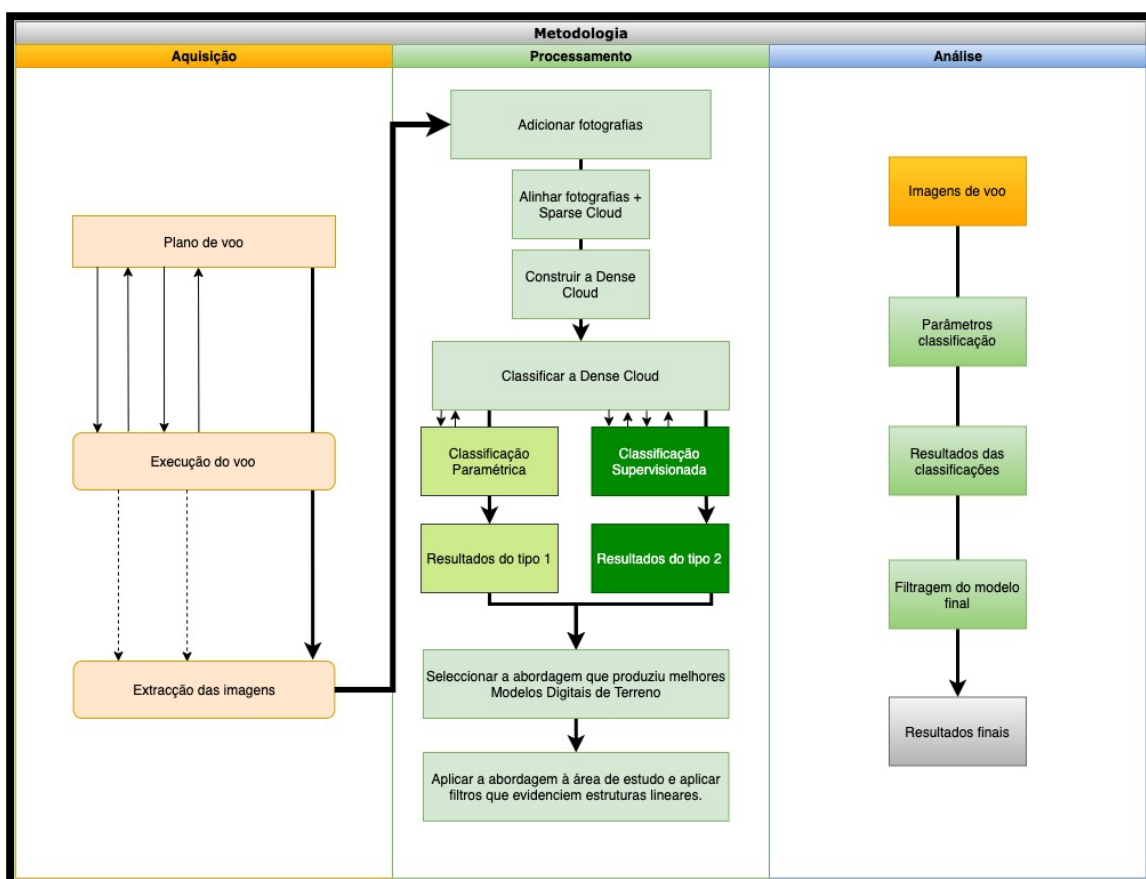 Metodologia
Aquisição
Processamento
Análise
Plano de voo
Execução do voo
Extracção das imagens
Adicionar fotografias
Alinhar fotografias +
Sparse Cloud
Construir a Dense
Cloud
Classificar a Dense Cloud
Classificação
Paramétrica
Classificação
Supervisionada
Resultados do tipo 1
Resultados do tipo 2
Seleccionar a abordagem que produziu melhores
Modelos Digitais de Terreno
Aplicar a abordagem à área de estudo e aplicar
filtros que evidenciem estruturas lineares.
Imagens de voo
Parâmetros
classificação
Resultados das
classificações
Filtragem do modelo
final
Resultados finais